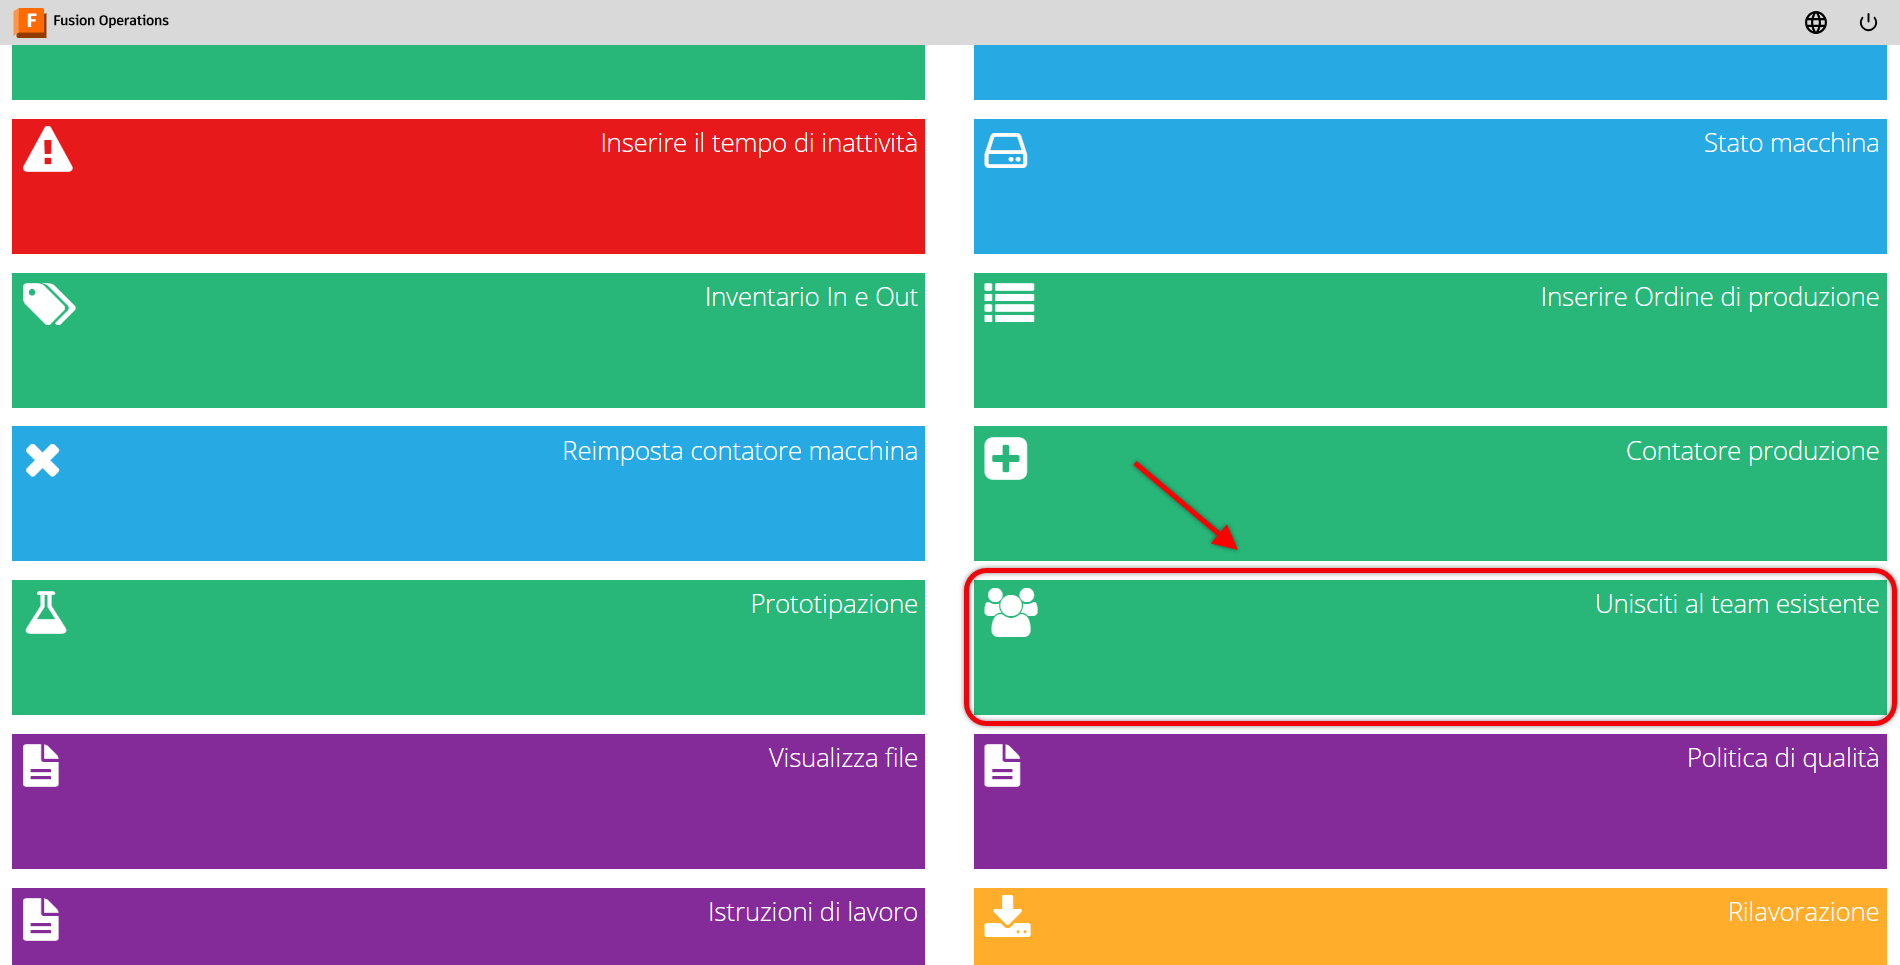 F
Fusion Operations
Inserire il tempo di inattività
Stato macchina
Inventario In e Out
Inserire Ordine di produzione
Reimposta contatore macchina
Contatore produzione
Prototipazione
Unisciti al team esistente
Visualizza file
Politica di qualità
Istruzioni di lavoro
Rilavorazione